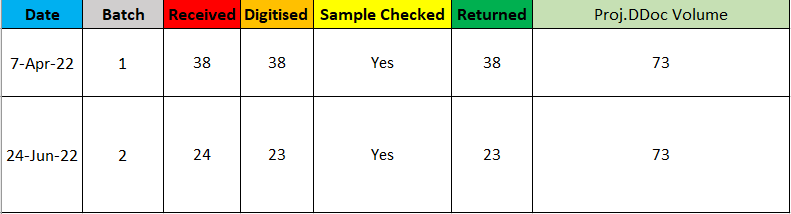 Date Batch Received Digitised Sample Checked Returned Proj.DDoc Volume
7-Apr-22 1 38 38 Yes 38 73
24-Jun-22 2 24 23 Yes 23 73